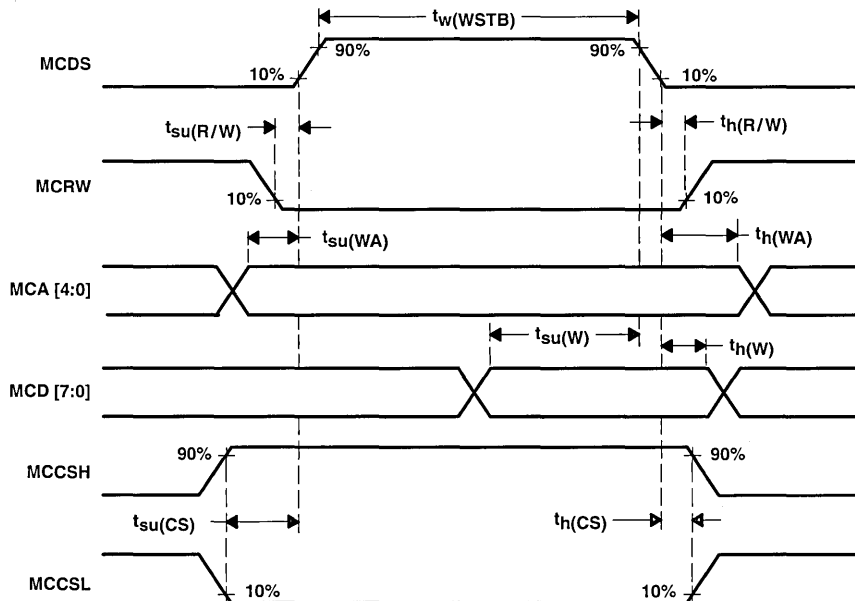 tw(WSTB)
MCDS
90%
90%
10%
10%
tsu(R/W)
th(R/W)
MCRW
10%
10%
tsu(WA)
th(WA)
MCA [4:0]
tsu(W)
th(W)
MCD [7:0]
MCCSH
90%
90%
tsu(CS)
th(CS)
MCCSL
10%
10%